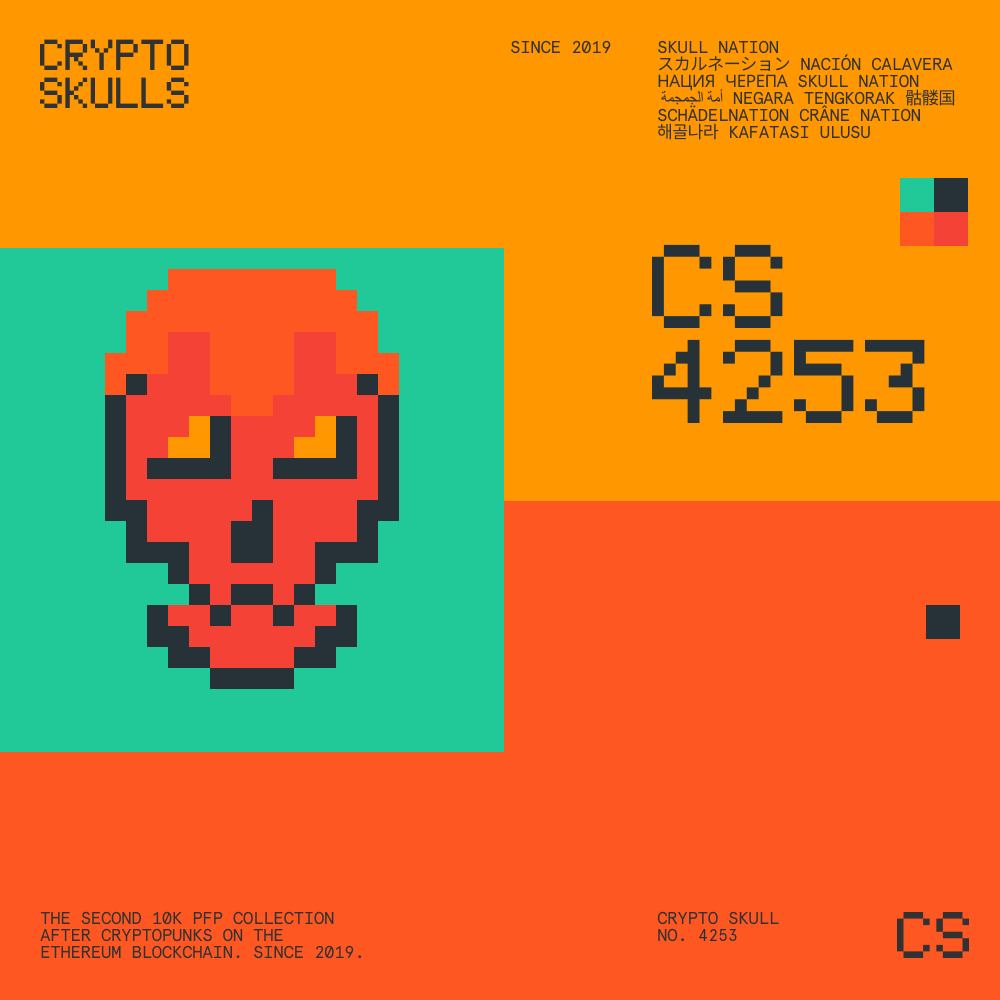 CRYPTO
SKULLS
SINCE 2019
SKULL NATION
スカルネーション NACIÓN CALAVERA
НАЦИЯ ЧЕРЕПА SKULL NATION
أمة الجمجمة NEGARA TENGKORAK 骷髅国
SCHÄDELNATION CRÂNE NATION
해골나라 KAFATASI ULUSU
CS
4253
THE SECOND 10K PFP COLLECTION
AFTER CRYPTOPUNKS ON THE
ETHEREUM BLOCKCHAIN. SINCE 2019.
CRYPTO SKULL
NO. 4253
CS